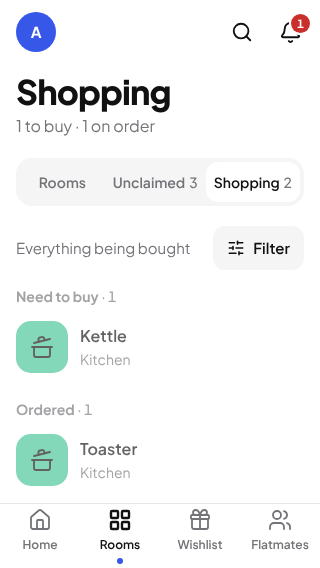 A
1
Shopping
1 to buy · 1 on order
Rooms
Unclaimed 3
Shopping 2
Everything being bought
Filter
Need to buy · 1
Kettle
Kitchen
Ordered · 1
Toaster
Kitchen
Home
Rooms
Wishlist
Flatmates